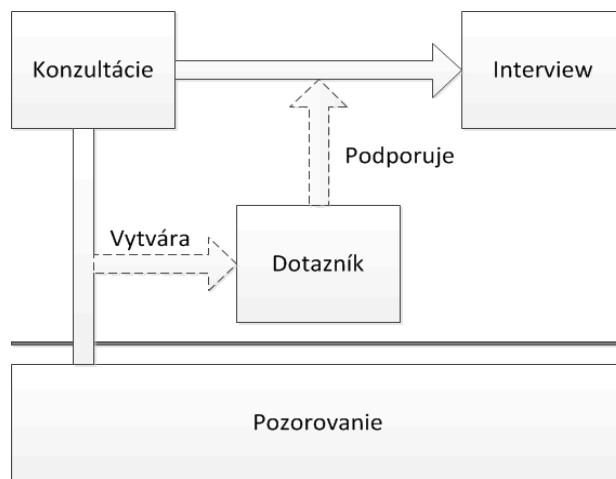 Konzultácie
Interview
Podporuje
Vytvára
Dotazník
Pozorovanie